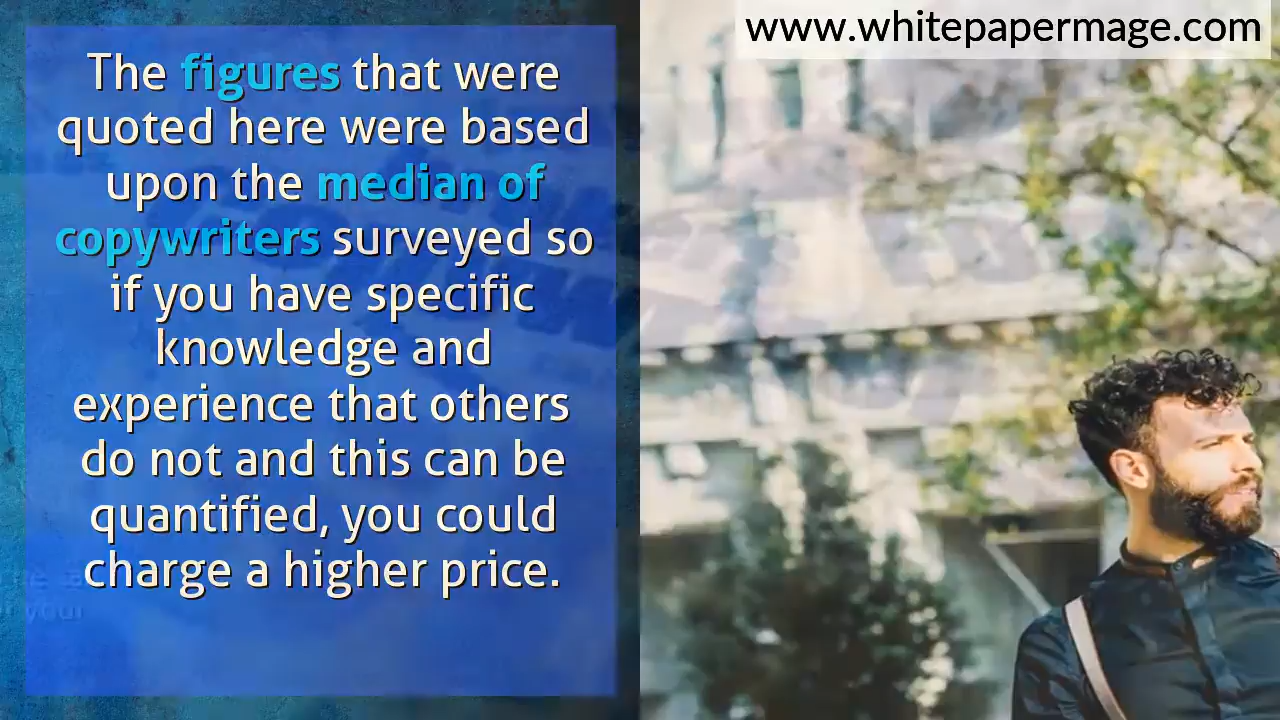 www.whitepapermage.com
The figures that were
quoted here were based
upon the median of
copywriters surveyed so
if you have specific
knowledge and
experience that others
do not and this can be
quantified, you could
charge a higher price.
your